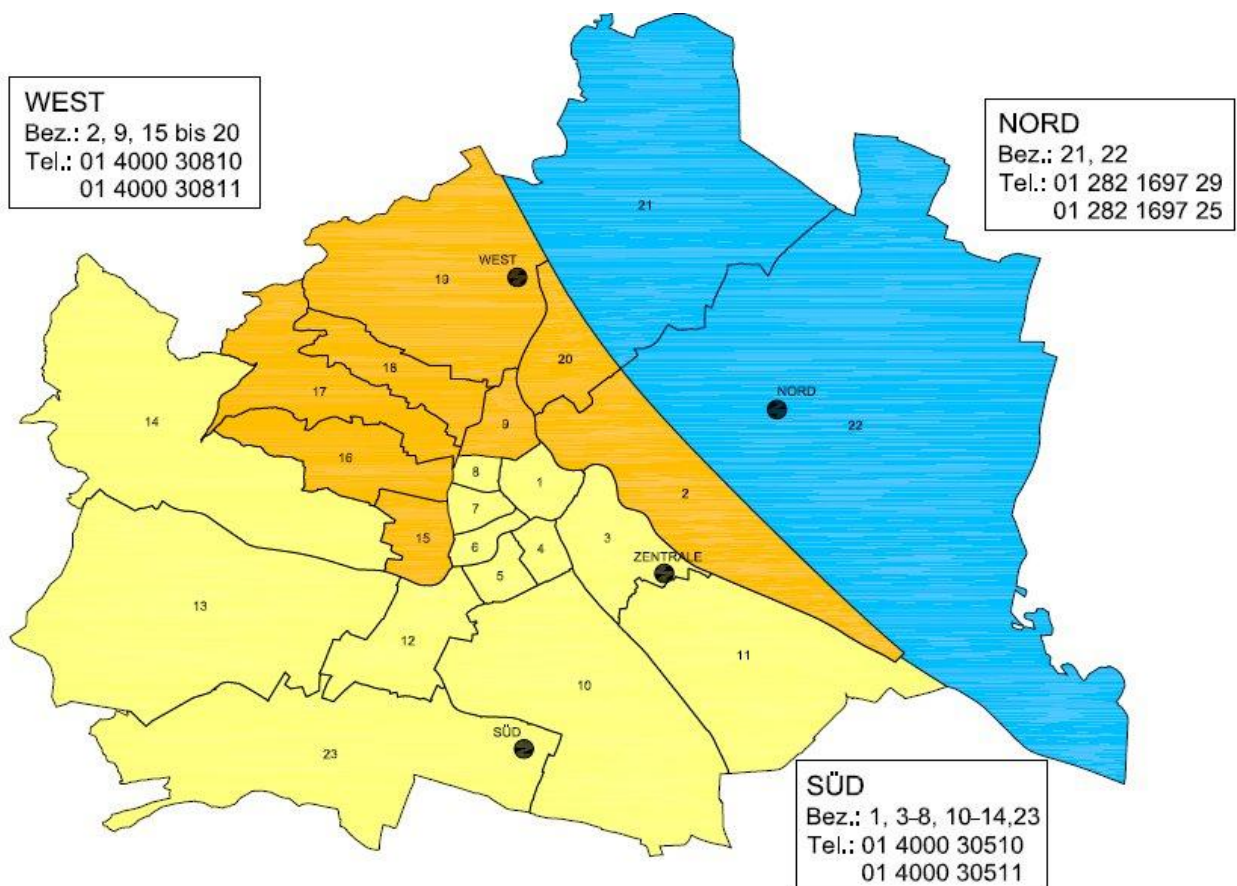 WEST
Bez.: 2, 9, 15 bis 20
Tel.: 01 4000 30810
01 4000 30811
NORD
Bez.: 21, 22
Tel.: 01 282 1697 29
01 282 1697 25
21
WEST
19
20
18
17
NORD
14
22
9
16
8
1
2
7
15
6
4
3
ZENTRALE
5
13
12
11
10
SÜD
23
SÜD
Bez.: 1, 3-8, 10-14,23
Tel.: 01 4000 30510
01 4000 30511